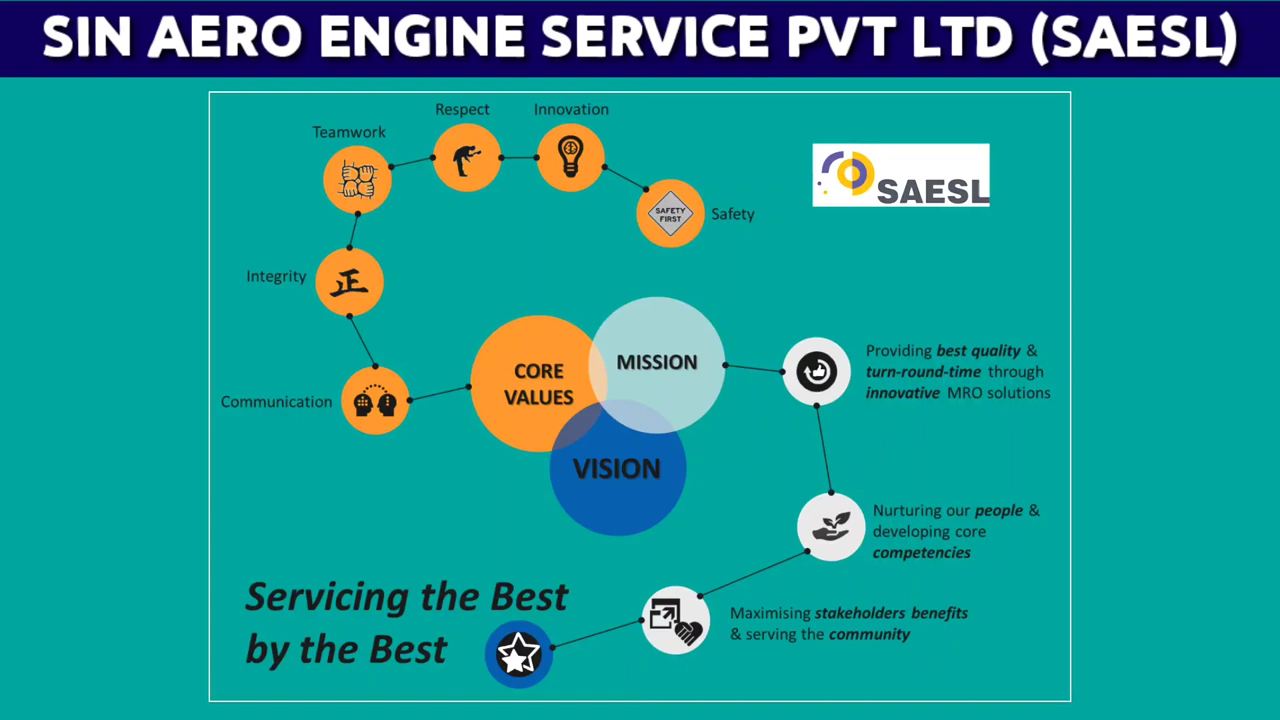 SIN AERO ENGINE SERVICE PVT LTD (SAESL)
Respect
Innovation
Teamwork
SAESL
SAFETY
FIRST
Safety
Integrity
正
CORE
VALUES
MISSION
VISION
Communication
Providing best quality &
turn-round-time through
innovative MRO solutions
Nurturing our people &
developing core
competencies
Maximising stakeholders benefits
& serving the community
Servicing the Best
by the Best